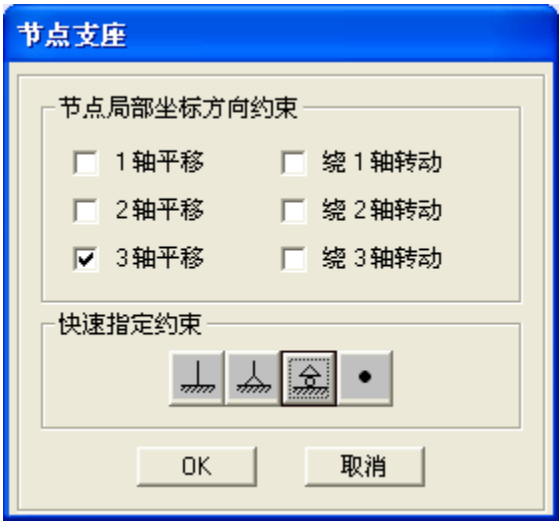 节点支座
节点局部坐标方向约束
1轴平移 绕1轴转动
2轴平移 绕2轴转动
3轴平移 绕3轴转动
快速指定约束
OK 取消